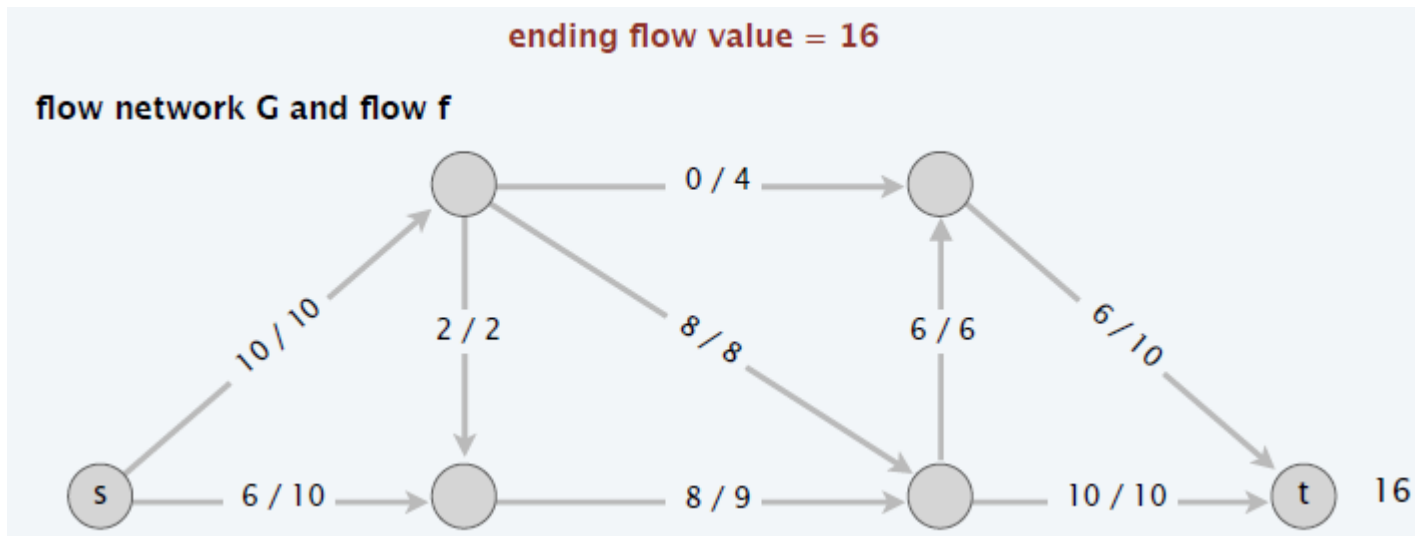 ending flow value = 16
flow network G and flow f
0 / 4
10 / 10
2 / 2
8 / 8
6 / 6
6 / 10
s
6 / 10
8 / 9
10 / 10
t
16